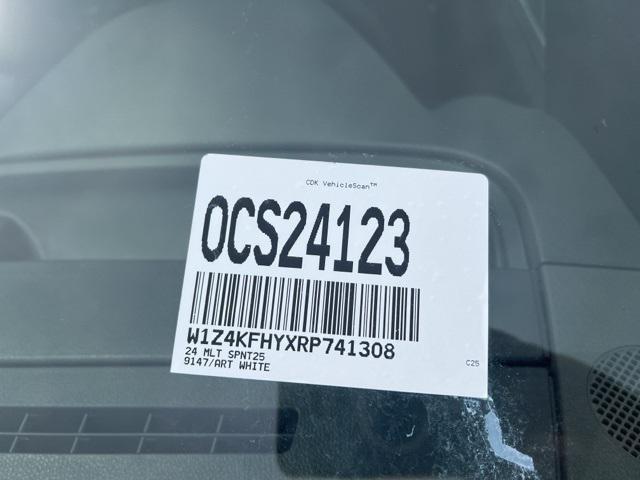 CDK VehicleScan™
OCS24123
W1Z4KFHYXRP741308
24 MLT SPNT25
9147/ART WHITE
C25